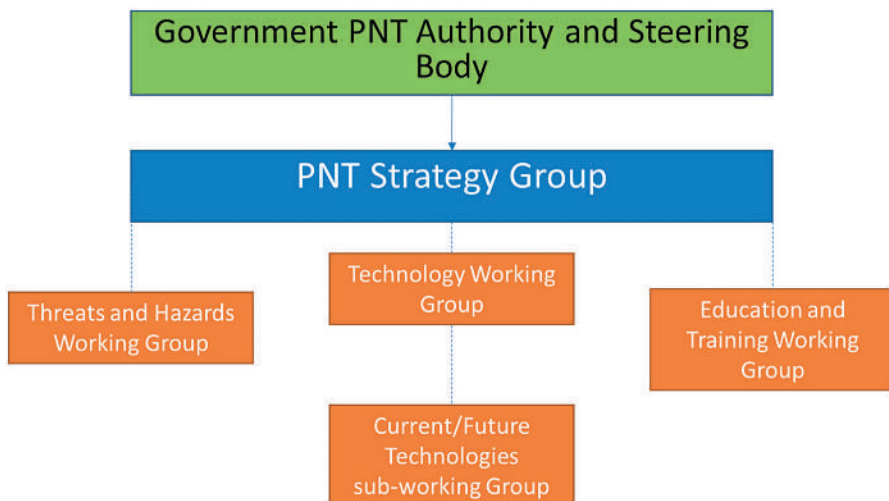 Government PNT Authority and Steering
Body
PNT Strategy Group
Threats and Hazards
Working Group
Technology Working
Group
Education and
Training Working
Group
Current/Future
Technologies
sub-working Group